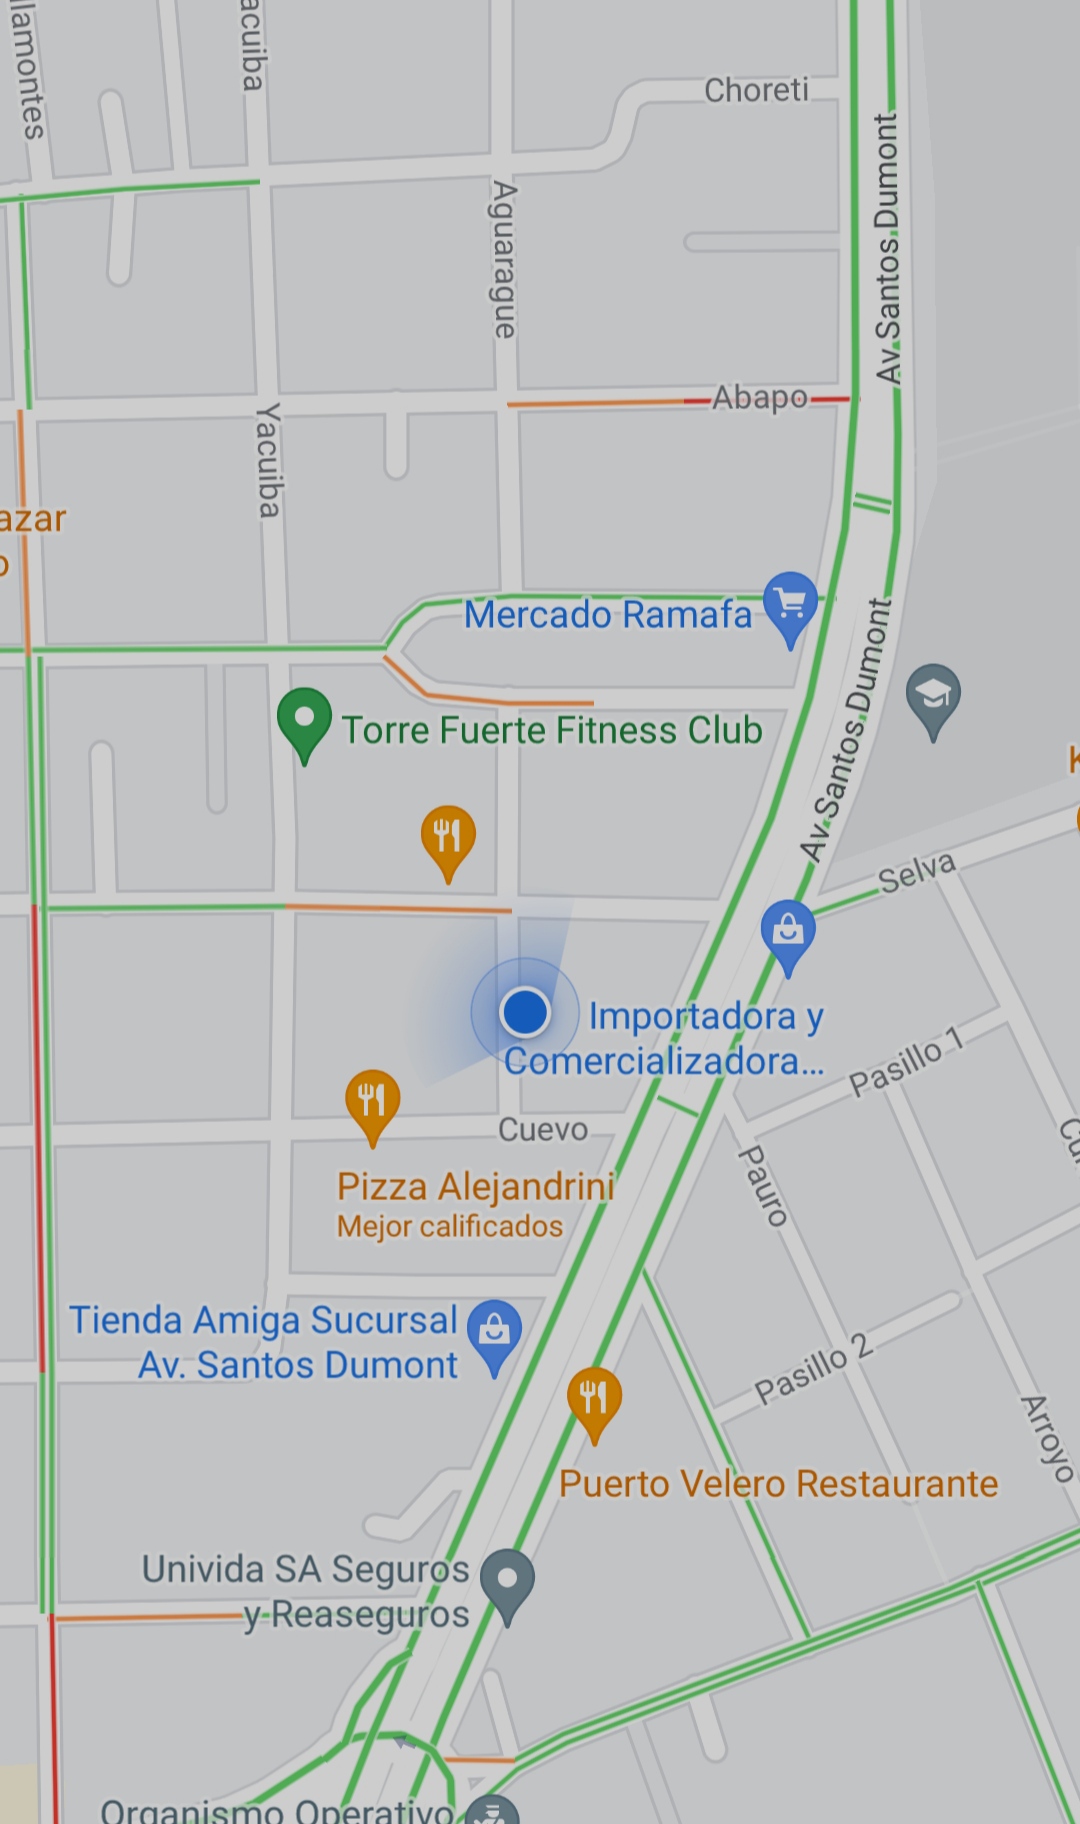 Choreti
Av Santos Dumont
Aguarague
Abapo
Yacuiba
Mercado Ramafa
Av Santos Dumont
Torre Fuerte Fitness Club
Selva
Importadora y
Comercializadora...
Pasillo 1
Cuevo
Pauro
Pizza Alejandrini
Mejor calificados
Tienda Amiga Sucursal
Av. Santos Dumont
Pasillo 2
Arroyo
Puerto Velero Restaurante
Univida SA Seguros
y Reaseguros
Organismo Operativo